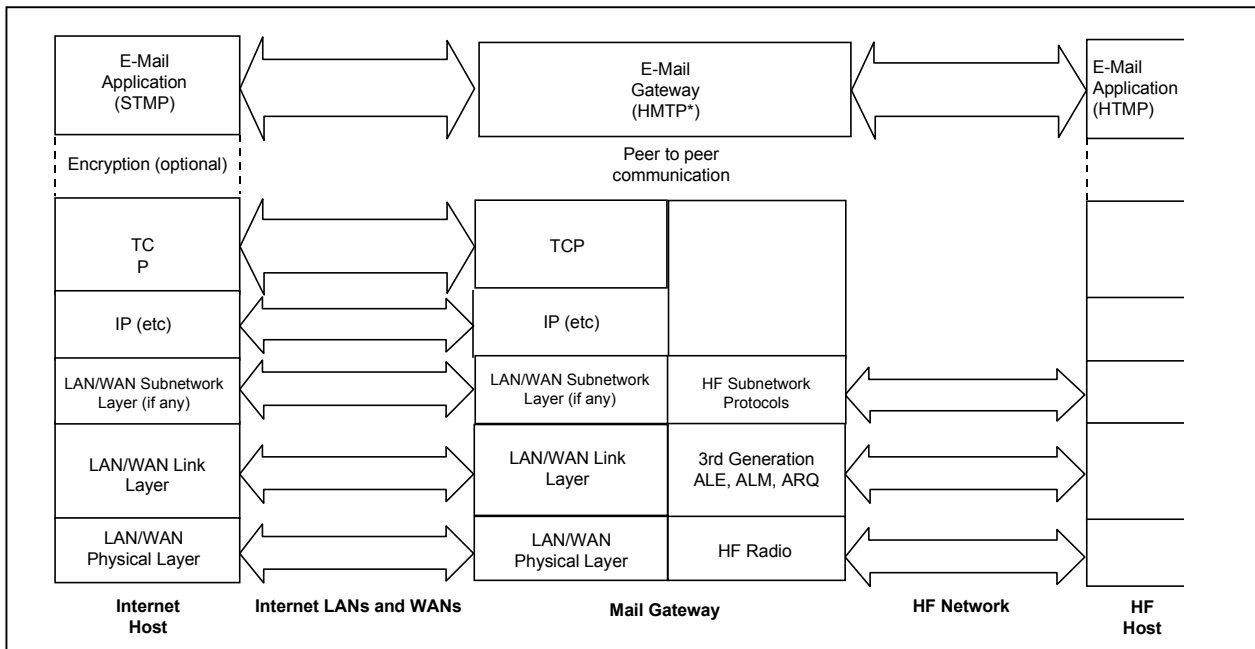 E-Mail
Application
(STMP)
E-Mail
Gateway
(HMTP*)
E-Mail
Application
(HTMP)
Encryption (optional)
Peer to peer
communication
TC
P
TCP
IP (etc)
IP (etc)
LAN/WAN Subnetwork
Layer (if any)
LAN/WAN Subnetwork
Layer (if any)
HF Subnetwork
Protocols
LAN/WAN Link
Layer
LAN/WAN Link
Layer
3rd Generation
ALE, ALM, ARQ
LAN/WAN
Physical Layer
LAN/WAN
Physical Layer
HF Radio
Internet
Host
Internet LANs and WANs
Mail Gateway
HF Network
HF
Host